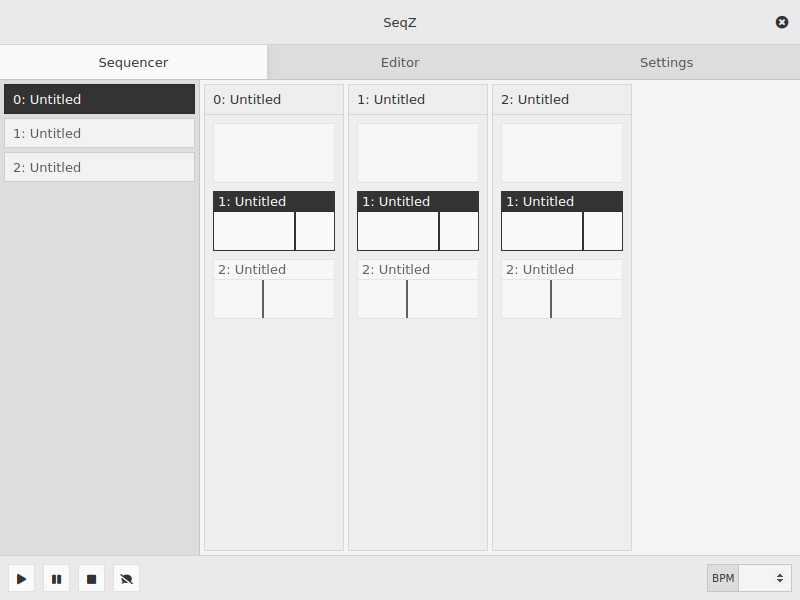 SeqZ
Sequencer
Editor
Settings
0: Untitled
1: Untitled
2: Untitled
0: Untitled
1: Untitled
2: Untitled
1: Untitled
1: Untitled
2: Untitled
2: Untitled
1: Untitled
2: Untitled
BPM